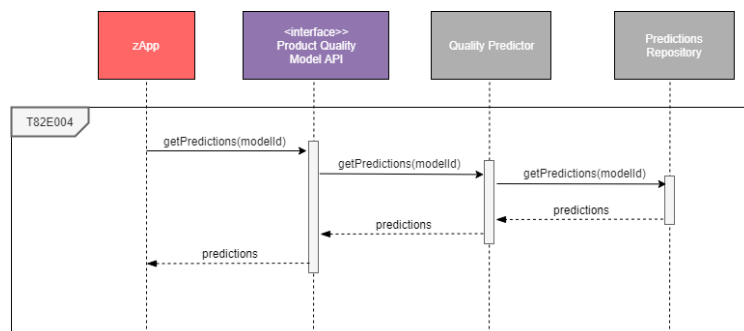 zApp
<interface>>
Product Quality
Model API
Quality Predictor
Predictions
Repository
T82E004
getPredictions(modelId)
getPredictions(modelId)
getPredictions(modelId)
predictions
predictions
predictions